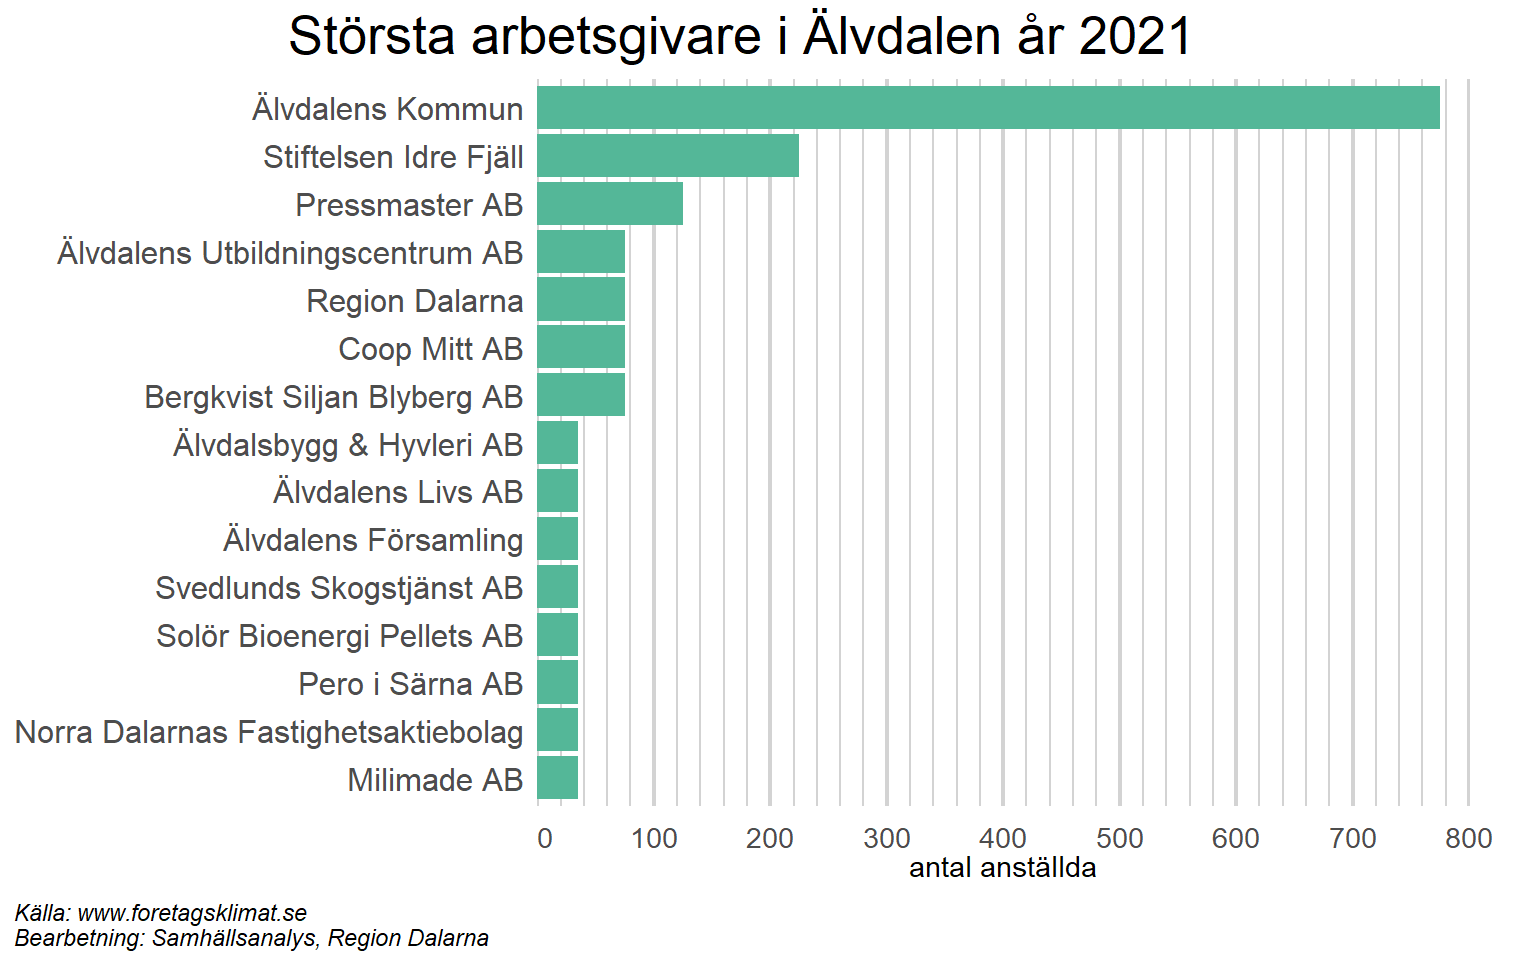 Största arbetsgivare i Älvdalen år 2021
Älvdalens Kommun
Stiftelsen Idre Fjäll
Pressmaster AB
Älvdalens Utbildningscentrum AB
Region Dalarna
Coop Mitt AB
Bergkvist Siljan Blyberg AB
Älvdalsbygg & Hyvleri AB
Älvdalens Livs AB
Älvdalens Församling
Svedlunds Skogstjänst AB
Solör Bioenergi Pellets AB
Pero i Särna AB
Norra Dalarnas Fastighetsaktiebolag
Milimade AB
0 100 200 300 400 500 600 700 800
antal anställda
Källa: www.foretagsklimat.se
Bearbetning: Samhällsanalys, Region Dalarna